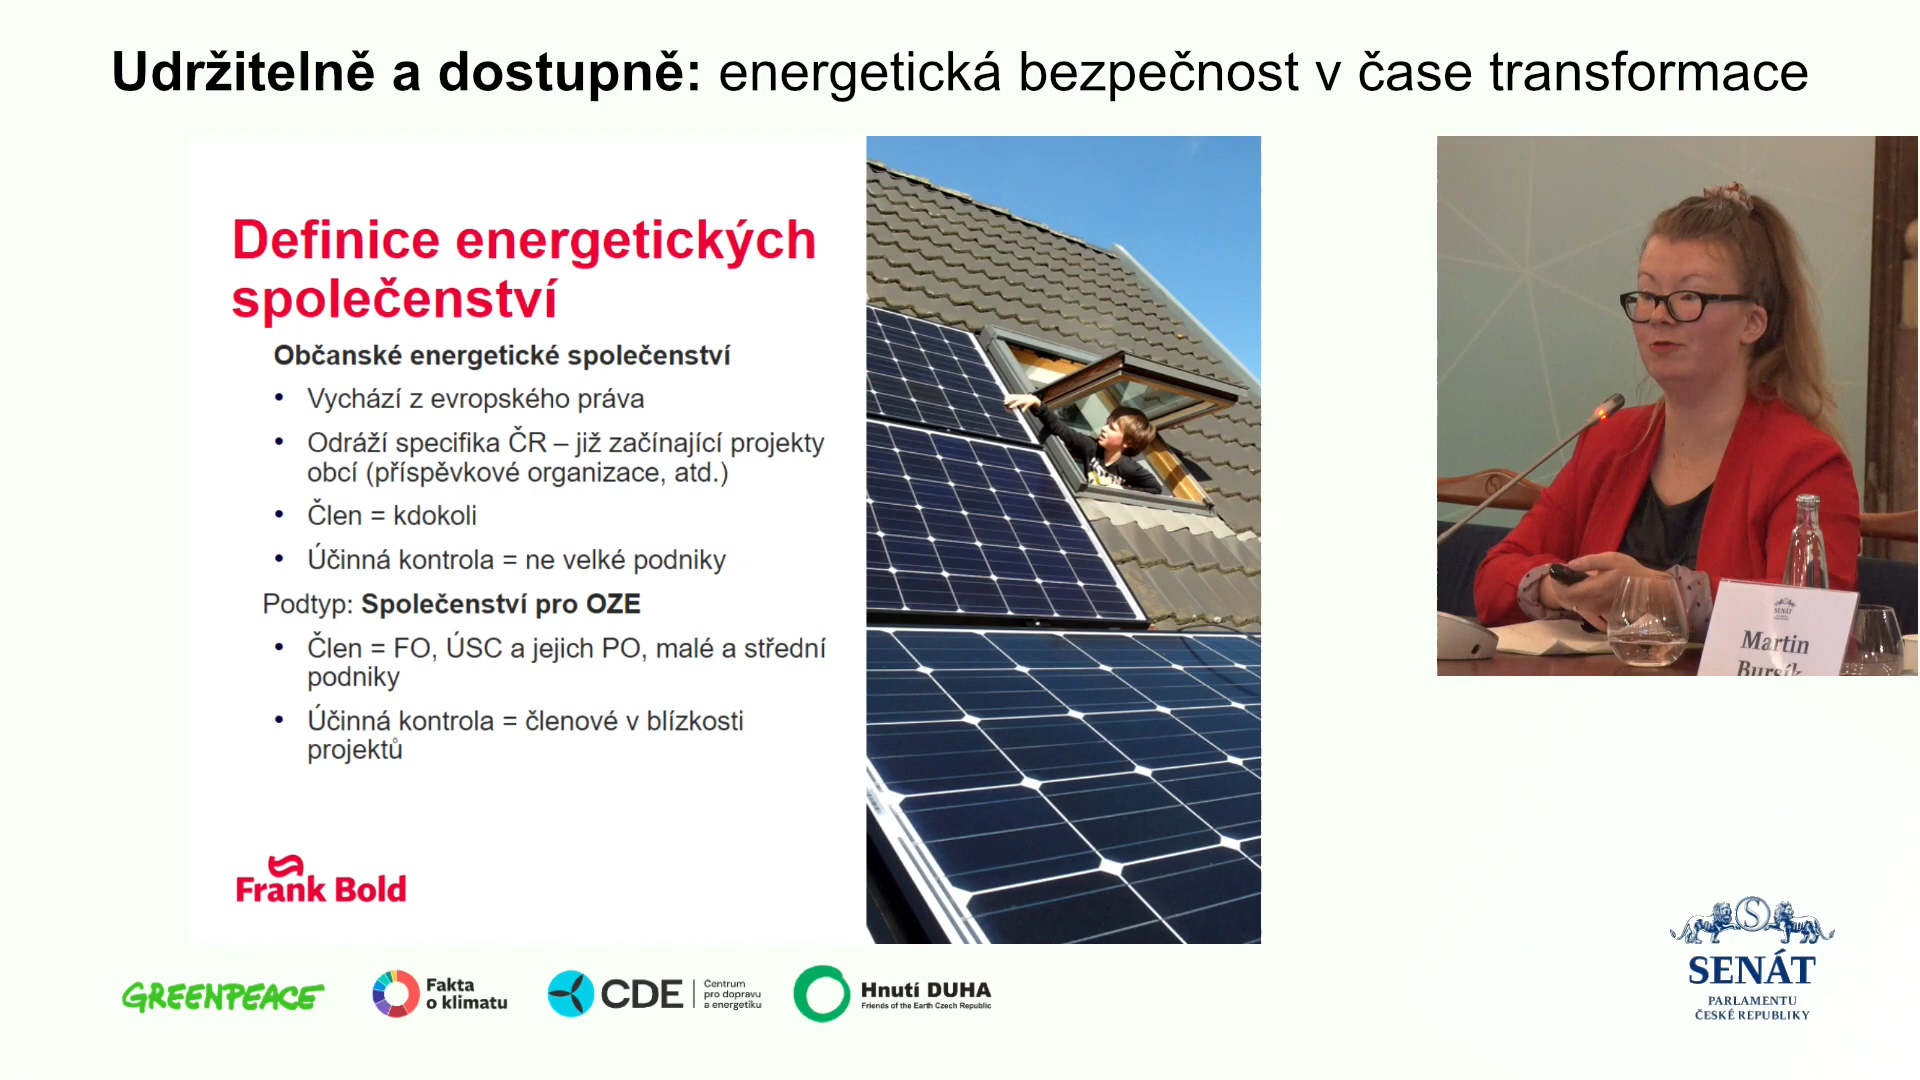 Udržitelně a dostupně: energetická bezpečnost v čase transformace
Definice energetických
společenství
Občanské energetické společenství
• Vychází z evropského práva
• Odráží specifika ČR – již začínající projekty
obcí (příspěvkové organizace, atd.)
• Člen = kdokoli
• Účinná kontrola = ne velké podniky
Podtyp: Společenství pro OZE
• Člen = FO, ÚSC a jejich PO, malé a střední
podniky
• Účinná kontrola = členové v blízkosti
projektů
Frank Bold
SENÁT
Martin
Bursík
GREENPEACE
Fakta
o klimatu
CDE
Centrum
pro dopravu
a energetiku
Hnutí DUHA
Friends of the Earth Czech Republic
S
SENÁT
PARLAMENTU
ČESKÉ REPUBLIKY